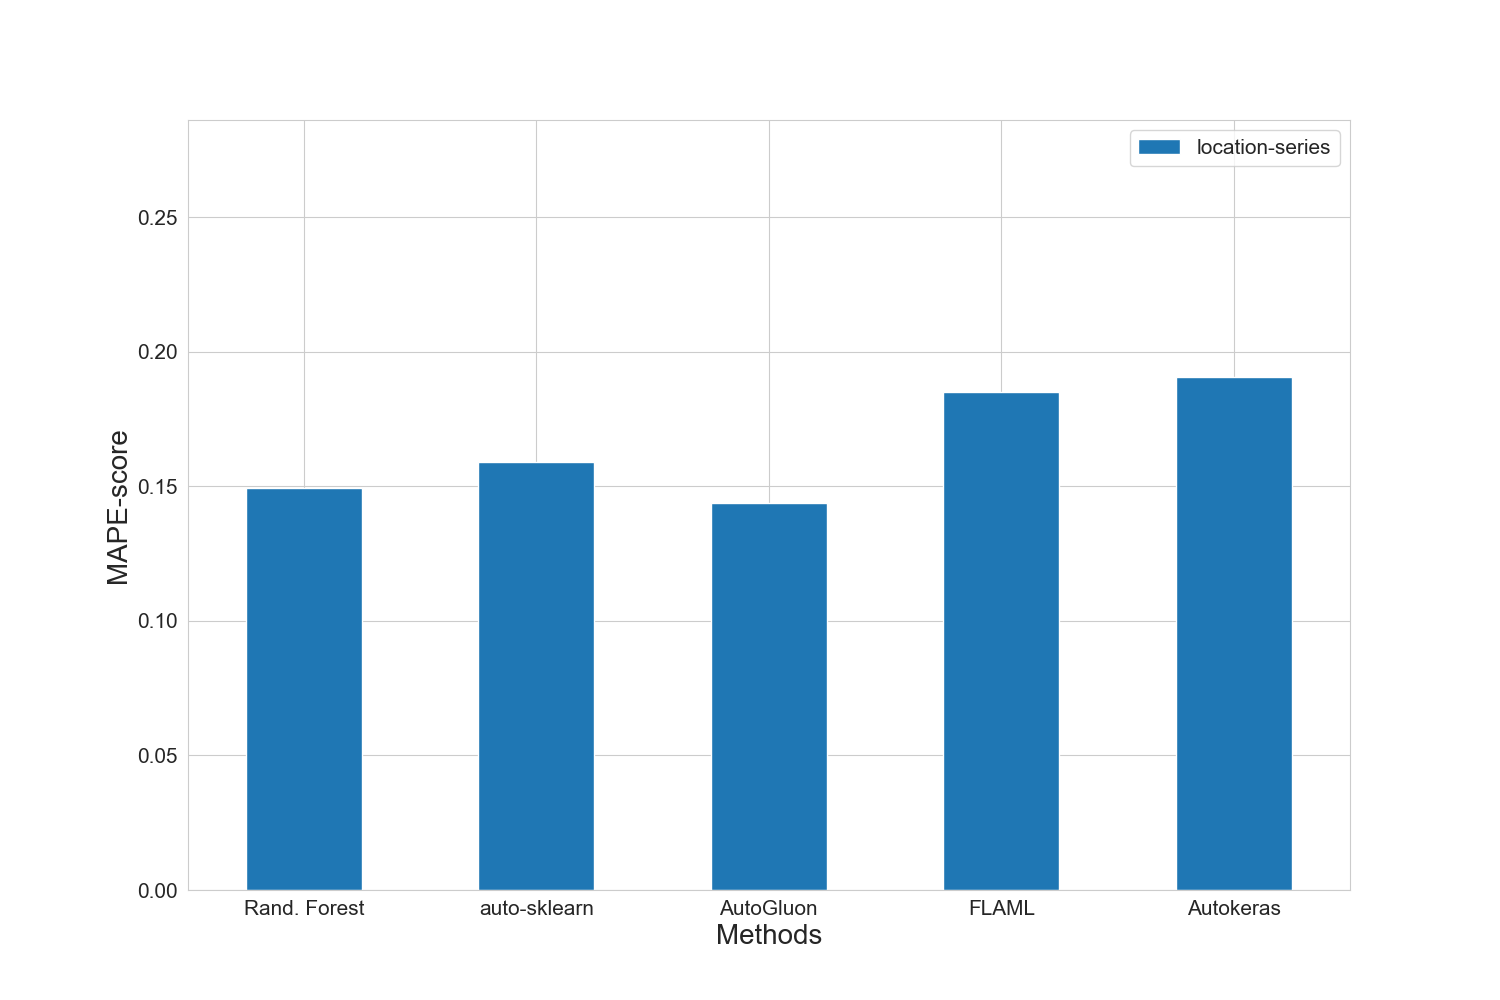 location-series
0.25
0.20
0.15
0.10
0.05
0.00
MAPE-score
Rand. Forest
auto-sklearn
AutoGluon
FLAML
Autokeras
Methods